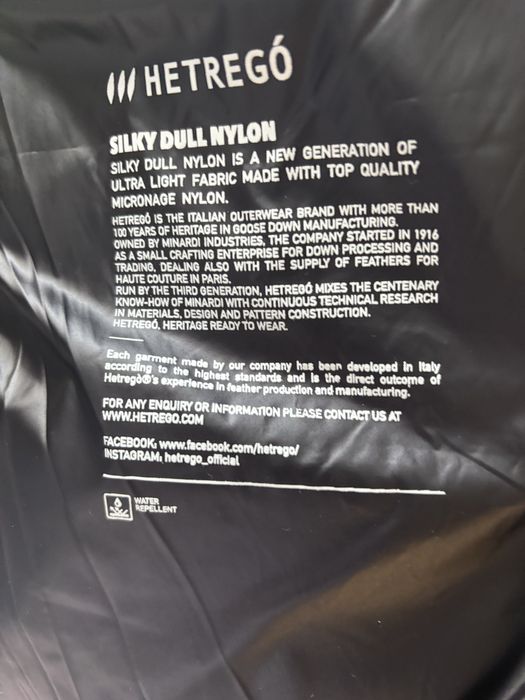 HETREGÓ
SILKY DULL NYLON
SILKY DULL NYLON IS A NEW GENERATION OF
ULTRA LIGHT FABRIC MADE WITH TOP QUALITY
MICRONAGE NYLON.
HETREGÓ IS THE ITALIAN OUTERWEAR BRAND WITH MORE THAN
100 YEARS OF HERITAGE IN GOOSE DOWN MANUFACTURING.
OWNED BY MINARDI INDUSTRIES, THE COMPANY STARTED IN 1916
AS A SMALL CRAFTING ENTERPRISE FOR DOWN PROCESSING AND
TRADING, DEALING ALSO WITH THE SUPPLY OF FEATHERS FOR
HAUTE COUTURE IN PARIS.
RUN BY THE THIRD GENERATION, HETREGÓ MIXES THE CENTENARY
KNOW-HOW OF MINARDI WITH CONTINUOUS TECHNICAL RESEARCH
IN MATERIALS, DESIGN AND PATTERN CONSTRUCTION.
HETREGÓ, HERITAGE READY TO WEAR.
Each garment made by our company has been developed in Italy
according to the highest standards and is the direct outcome of
Hetregò®'s experience in feather production and manufacturing.
FOR ANY ENQUIRY OR INFORMATION PLEASE CONTACT US AT
WWW.HETREGO.COM
FACEBOOK: www.facebook.com/hetrego/
INSTAGRAM: hetrego_official
WATER
REPELLENT